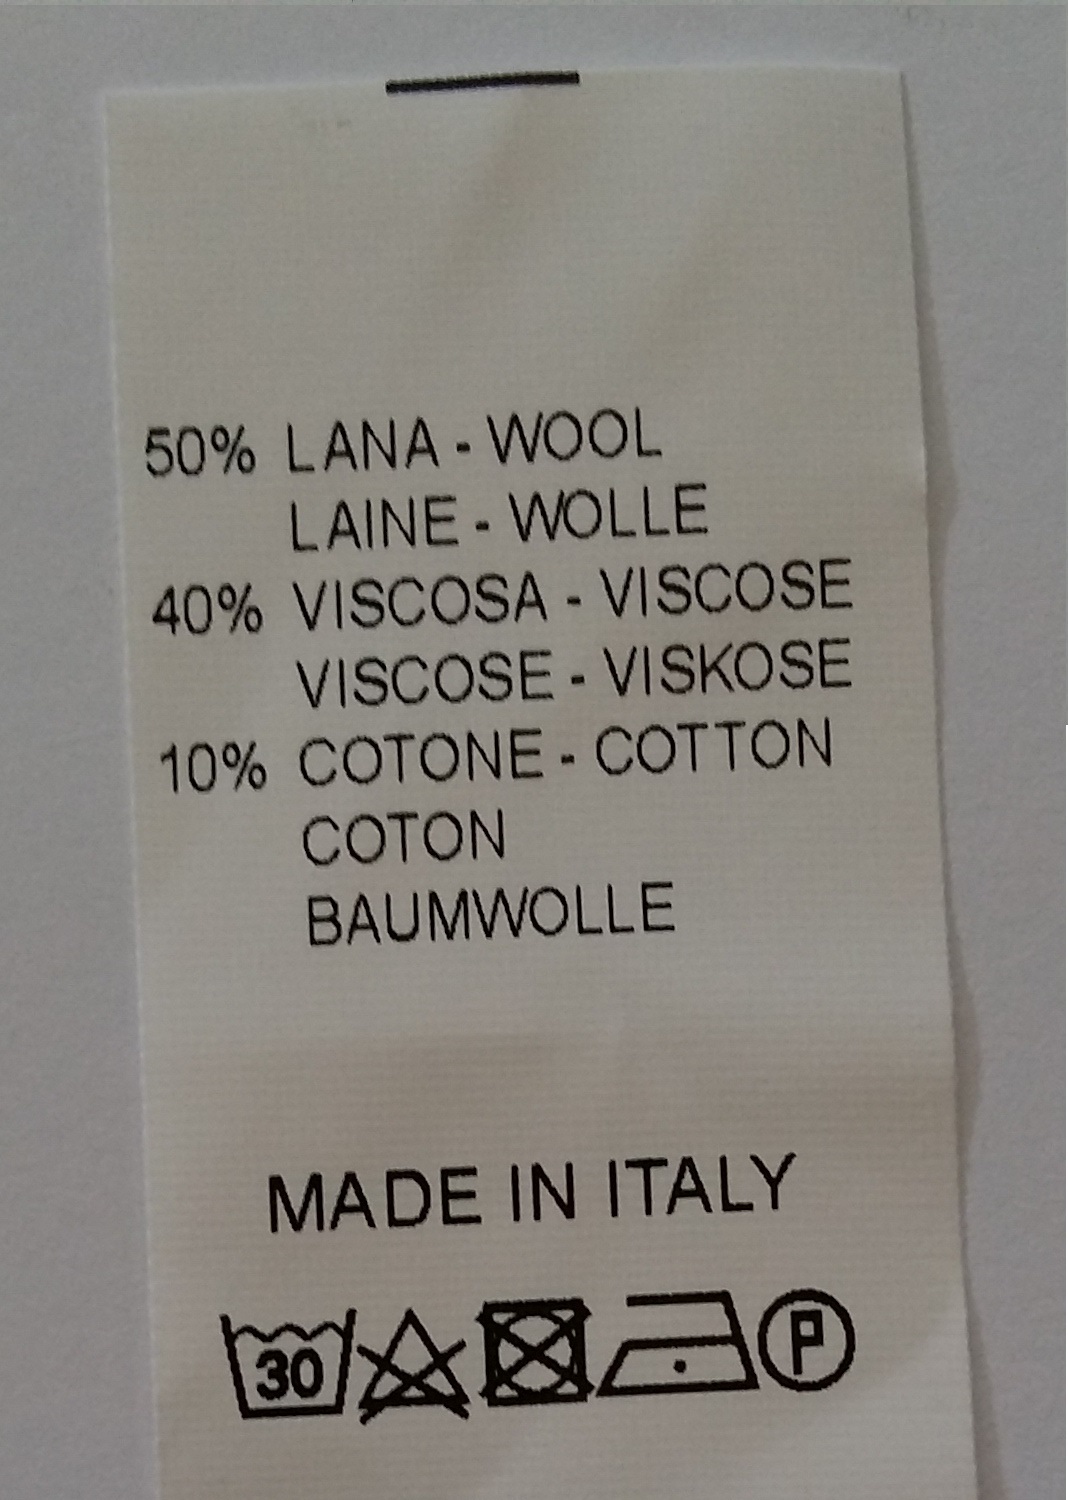 50% LANA - WOOL
LAINE - WOLLE
40% VISCOSA - VISCOSE
VISCOSE - VISKOSE
10% COTONE - COTTON
COTON
BAUMWOLLE
MADE IN ITALY
30 P